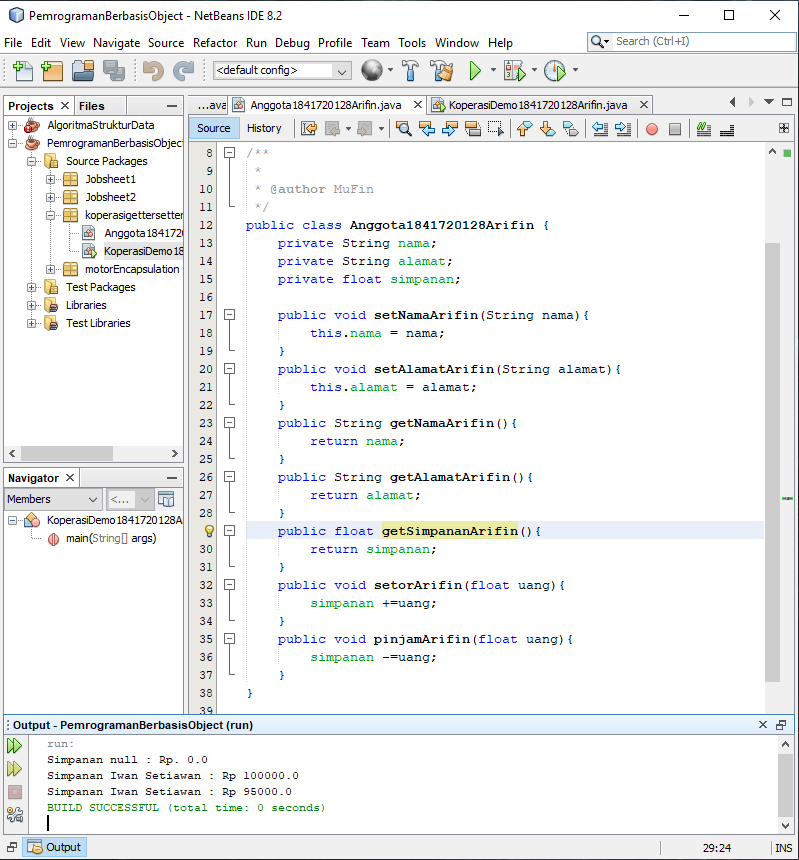 PemrogramanBerbasisObject - NetBeans IDE 8.2
File Edit View Navigate Source Refactor Run Debug Profile Team Tools Window Help
Search (Ctrl+I)
<default config>
Projects Files
AlgoritmaStrukturData
PemrogramanBerbasisObject
Source Packages
Jobsheet1
Jobsheet2
koperasigettersetter
Anggota184172
KoperasiDemo18
motorEncapsulation
Test Packages
Libraries
Test Libraries
Navigator
Members <...
KoperasiDemo1841720128A
main(String[] args)
...ava Anggota1841720128Arifin.java KoperasiDemo1841720128Arifin.java
Source History
8 /**
9 *
10 * @author MuFin
11 */
12 public class Anggota1841720128Arifin {
13 private String nama;
14 private String alamat;
15 private float simpanan;
16
17 public void setNamaArifin(String nama){
18 this.nama = nama;
19 }
20 public void setAlamatArifin(String alamat){
21 this.alamat = alamat;
22 }
23 public String getNamaArifin(){
24 return nama;
25 }
26 public String getAlamatArifin(){
27 return alamat;
28 }
public float getSimpananArifin(){
30 return simpanan;
31 }
32 public void setorArifin(float uang){
33 simpanan +=uang;
34 }
35 public void pinjamArifin(float uang){
36 simpanan -=uang;
37 }
38 }
39
Output - PemrogramanBerbasisObject (run)
run:
Simpanan null : Rp. 0.0
Simpanan Iwan Setiawan : Rp 100000.0
Simpanan Iwan Setiawan : Rp 95000.0
BUILD SUCCESSFUL (total time: 0 seconds)
Output
29:24 INS